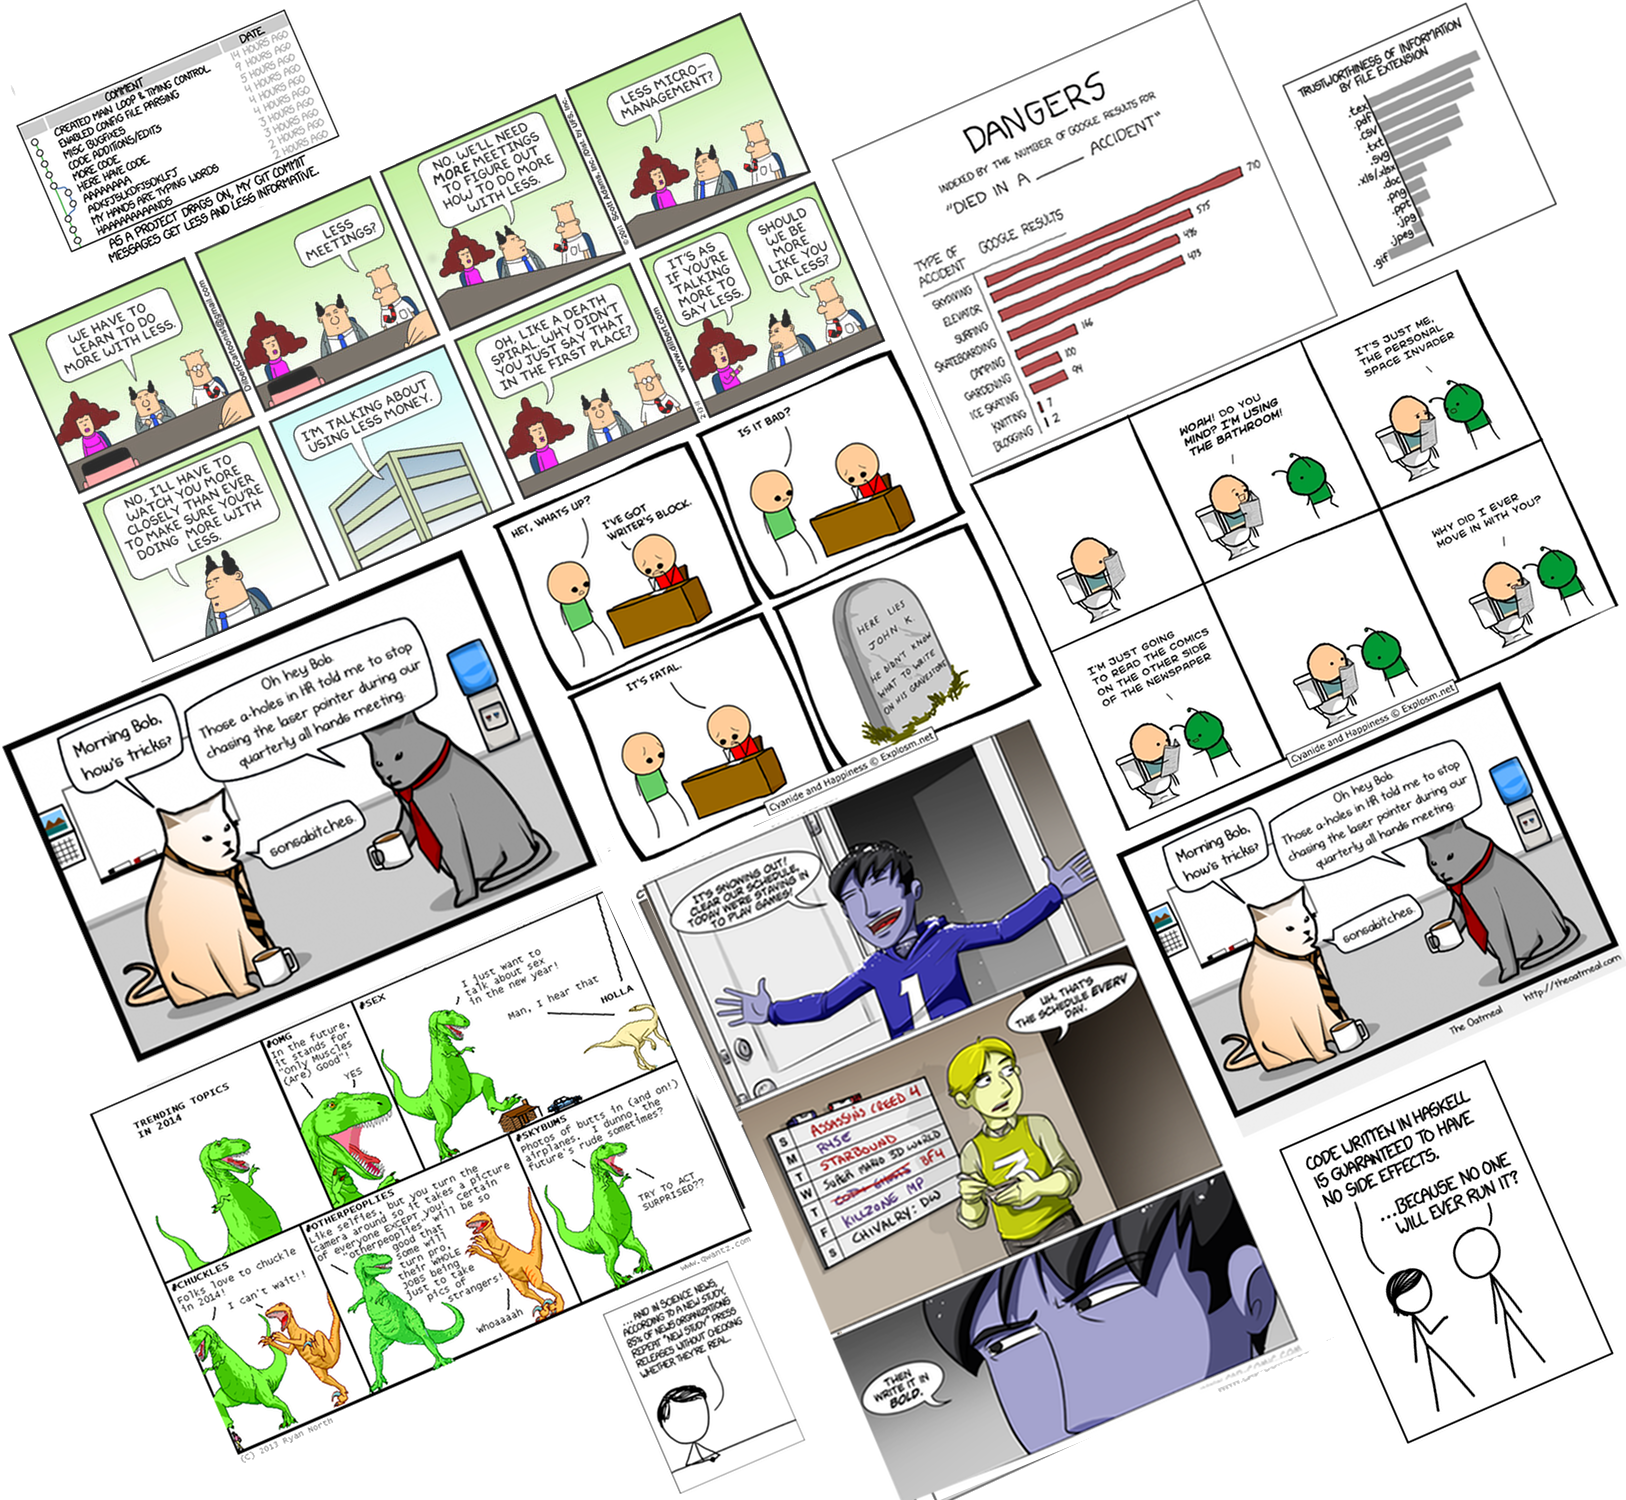 COMMENT
DATE
CREATED MAIN LOOP & TIMING CONTROL
14 HOURS AGO
ENABLED CONFIG FILE PARSING
9 HOURS AGO
MISC BUGFIXES
5 HOURS AGO
CODE ADDITIONS/EDITS
4 HOURS AGO
MORE CODE
4 HOURS AGO
HERE HAVE CODE
4 HOURS AGO
AAAAAAAA
3 HOURS AGO
ADKFJSLKDFJSDKLFJ
3 HOURS AGO
MY HANDS ARE TYPING WORDS
2 HOURS AGO
HAAAAAAAAANDS
2 HOURS AGO
AS A PROJECT DRAGS ON, MY GIT COMMIT
MESSAGES GET LESS AND LESS INFORMATIVE.
WE HAVE TO
LEARN TO DO
MORE WITH LESS.
DilbertCartoonist@gmail.com
LESS
MEETINGS?
NO, WE'LL NEED
MORE MEETINGS
TO FIGURE OUT
HOW TO DO MORE
WITH LESS.
©2011 Scott Adams, Inc./Dist. by UFS, Inc.
LESS MICRO-
MANAGEMENT?
NO, I'LL HAVE TO
WATCH YOU MORE
CLOSELY THAN EVER
TO MAKE SURE YOU'RE
DOING MORE WITH
LESS.
I'M TALKING ABOUT
USING LESS MONEY.
OH, LIKE A DEATH
SPIRAL. WHY DIDN'T
YOU JUST SAY THAT
IN THE FIRST PLACE?
www.dilbert.com
IT'S AS
IF YOU'RE
TALKING
MORE TO
SAY LESS.
SHOULD
WE BE
MORE
LIKE YOU
OR LESS?
DANGERS
INDEXED BY THE NUMBER OF GOOGLE RESULTS FOR
"DIED IN A ______ ACCIDENT"
TYPE OF
ACCIDENT
GOOGLE RESULTS
SKYDIVING
710
ELEVATOR
575
SURFING
496
SKATEBOARDING
473
CAMPING
166
GARDENING
100
ICE SKATING
94
KNITTING
7
BLOGGING
2
TRUSTWORTHINESS OF INFORMATION
BY FILE EXTENSION
.tex
.pdf
.csv
.txt
.svg
.xls/.xlsx
.doc
.png
.ppt
.jpg
.jpeg
.gif
HEY, WHATS UP?
I'VE GOT
WRITER'S BLOCK.
IS IT BAD?
IT'S FATAL.
HERE LIES
JOHN K.
HE DIDN'T KNOW
WHAT TO WRITE
ON HIS GRAVESTONE
Cyanide and Happiness © Explosm.net
WOAH! DO YOU
MIND? I'M USING
THE BATHROOM!
IT'S JUST ME,
THE PERSONAL
SPACE INVADER
I'M JUST GOING
TO READ THE COMICS
ON THE OTHER SIDE
OF THE NEWSPAPER
WHY DID I EVER
MOVE IN WITH YOU?
Cyanide and Happiness © Explosm.net
Morning Bob,
how's tricks?
Oh hey Bob.
Those a-holes in HR told me to stop
chasing the laser pointer during our
quarterly all hands meeting.
sonsabitches.
IT'S SNOWING OUT!
CLEAR OUR SCHEDULE,
TODAY WE'RE STAYING IN
TO PLAY GAMES!
1
UH, THAT'S
THE SCHEDULE EVERY
DAY.
S ASSASSINS CREED 4
M RYSE
T STARBOUND
W SUPER MARIO 3D WORLD
T COD: GHOSTS BF4
F KILLZONE MP
S CHIVALRY: DW
THEN
WRITE IT IN
BOLD.
Morning Bob,
how's tricks?
Oh hey Bob.
Those a-holes in HR told me to stop
chasing the laser pointer during our
quarterly all hands meeting.
sonsabitches.
The Oatmeal
http://theoatmeal.com
TRENDING TOPICS
IN 2014
#OMG
In the future,
it stands for
"Only Muscles
(Are) Good"!
YES
#SEX
I just want to
talk about sex
in the new year!
Man, I hear that
HOLLA
#CHUCKLES
Folks love to chuckle
in 2014!
I can't wait!!
#OTHERPEOPLIES
Like selfies, but you turn the
camera around so it takes a picture
of everyone EXCEPT you! Certain
"otherpeoplies" will be so
good that
some will
turn pro,
their WHOLE
JOBS being
just to take
pics of
strangers!
whoaaaah
#SKYBUMS
photos of butts in (and on!)
airplanes. I dunno, the
future's rude sometimes?
TRY TO ACT
SURPRISED??
(C) 2013 Ryan North
www.qwantz.com
...AND IN SCIENCE NEWS,
ACCORDING TO A NEW STUDY,
85% OF NEWS ORGANIZATIONS
REPEAT "NEW STUDY" PRESS
RELEASES WITHOUT CHECKING
WHETHER THEY'RE REAL.
CODE WRITTEN IN HASKELL
IS GUARANTEED TO HAVE
NO SIDE EFFECTS.
...BECAUSE NO ONE
WILL EVER RUN IT?